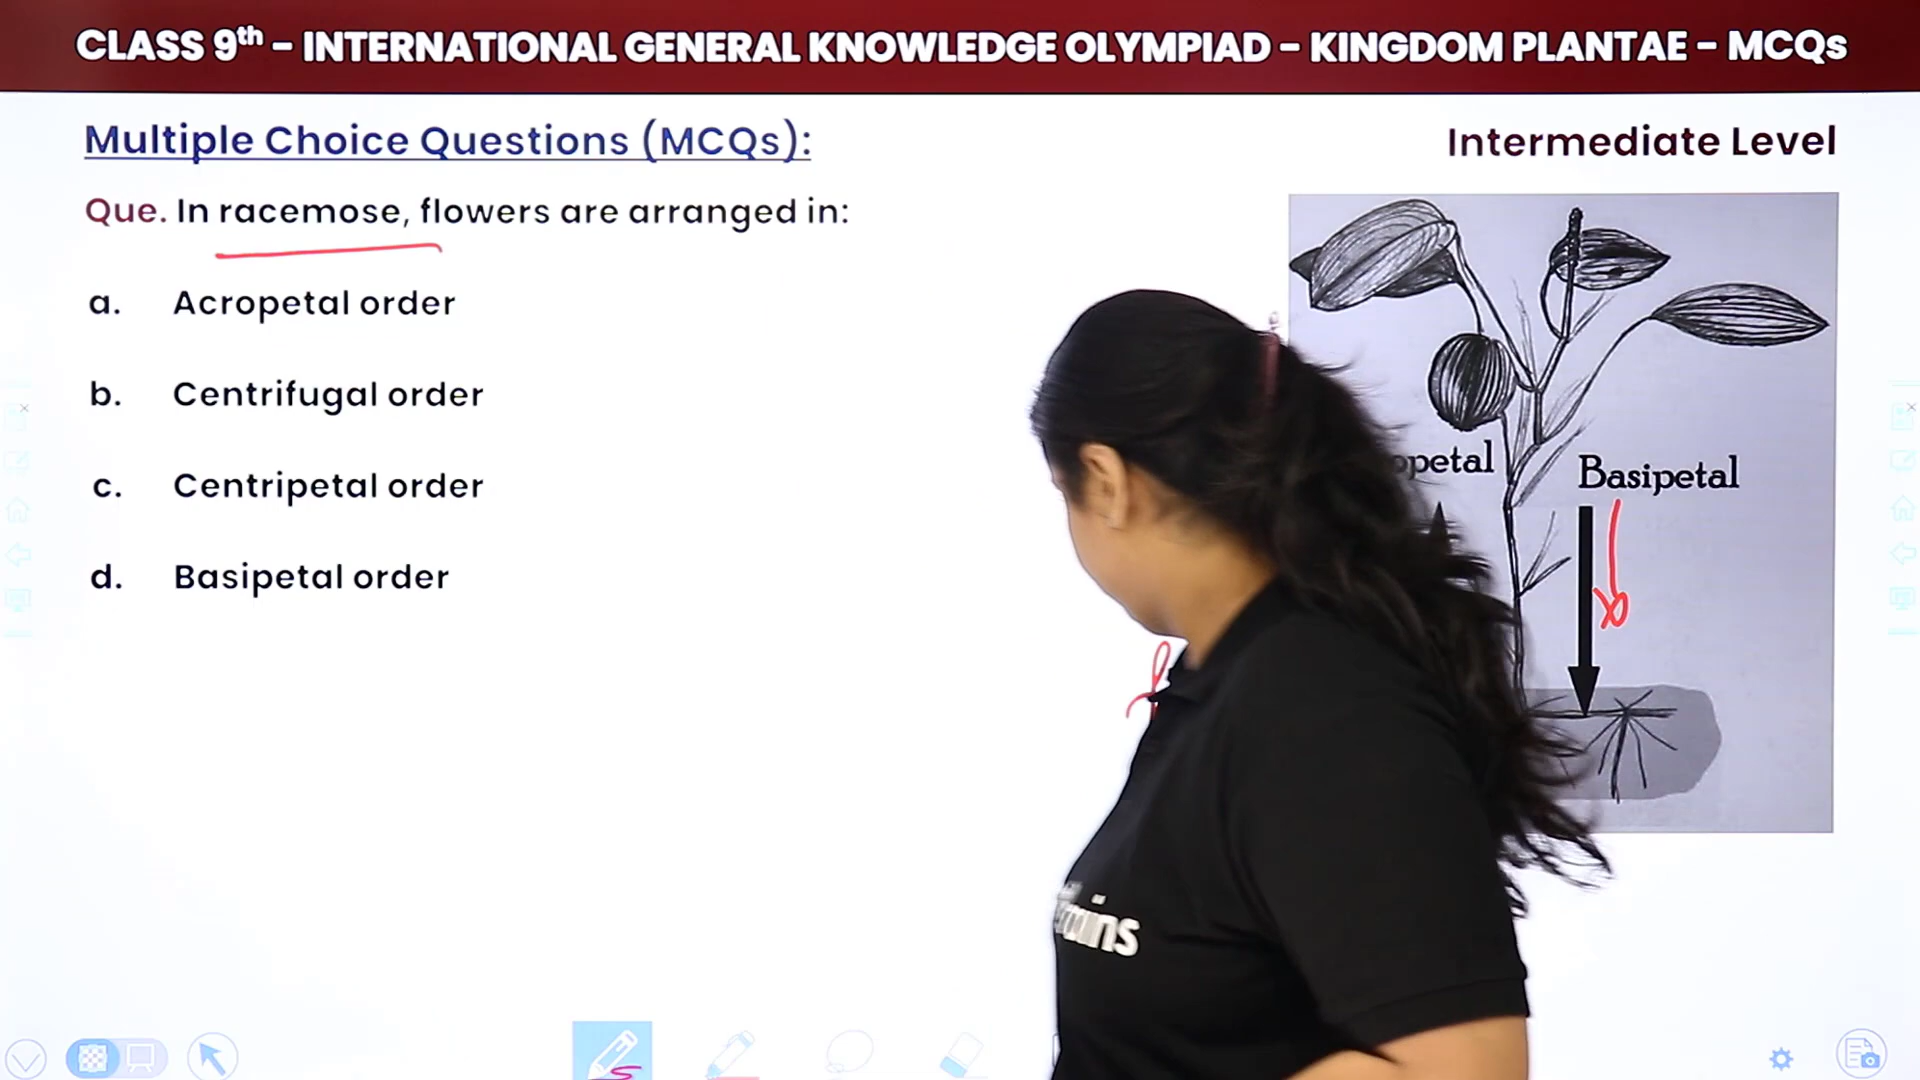 CLASS 9th – INTERNATIONAL GENERAL KNOWLEDGE OLYMPIAD – KINGDOM PLANTAE – MCQs
Multiple Choice Questions (MCQs):
Intermediate Level
Que. In racemose, flowers are arranged in:
a. Acropetal order
b. Centrifugal order
c. Centripetal order
d. Basipetal order
petal
Basipetal